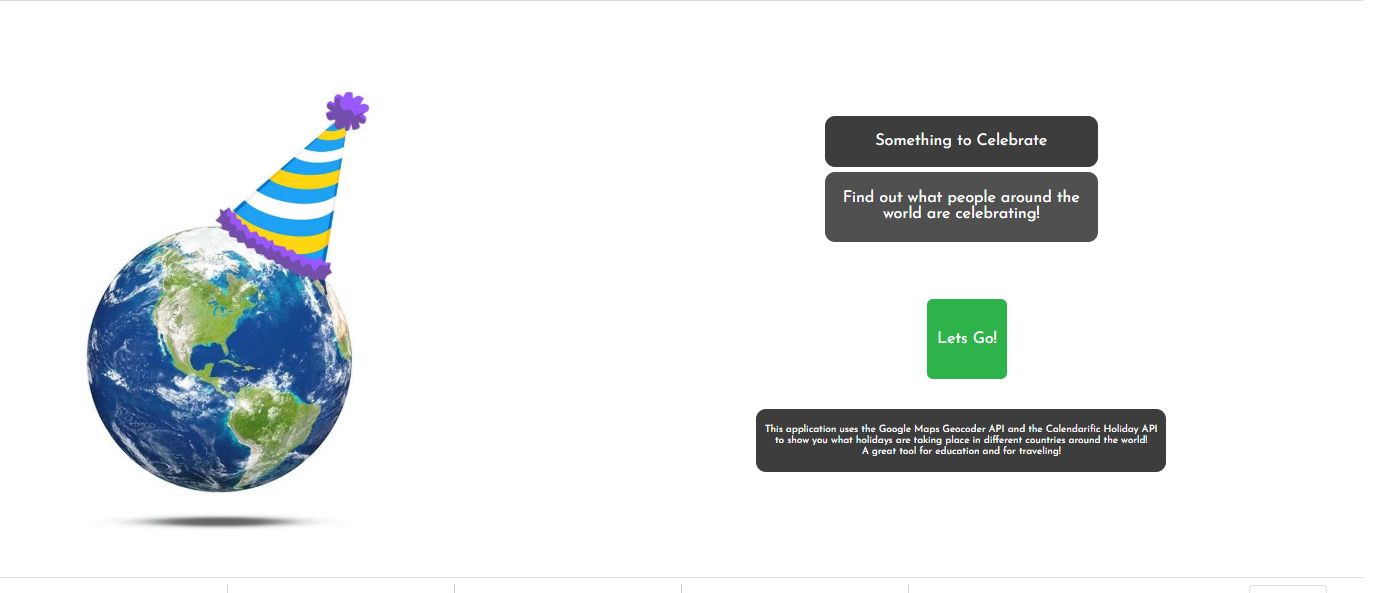 Something to Celebrate
Find out what people around the
world are celebrating!
Lets Go!
This application uses the Google Maps Geocoder API and the Calendarific Holiday API
to show you what holidays are taking place in different countries around the world!
A great tool for education and for traveling!